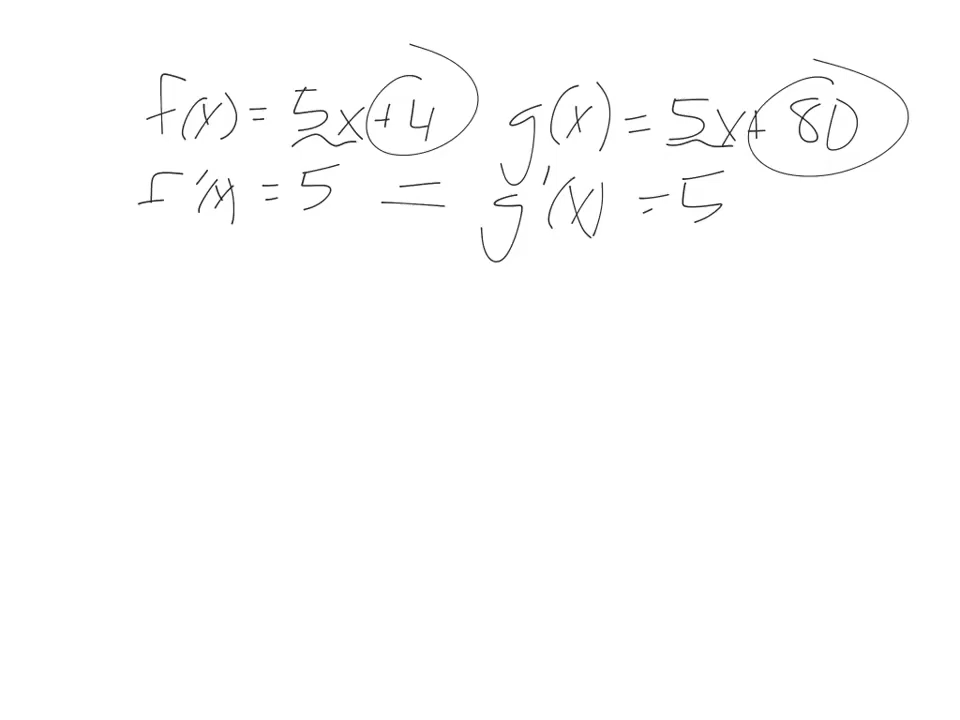 f(x) = 5x+4 g(x) = 5x+ 80
f'(x) = 5 = g'(x) = 5